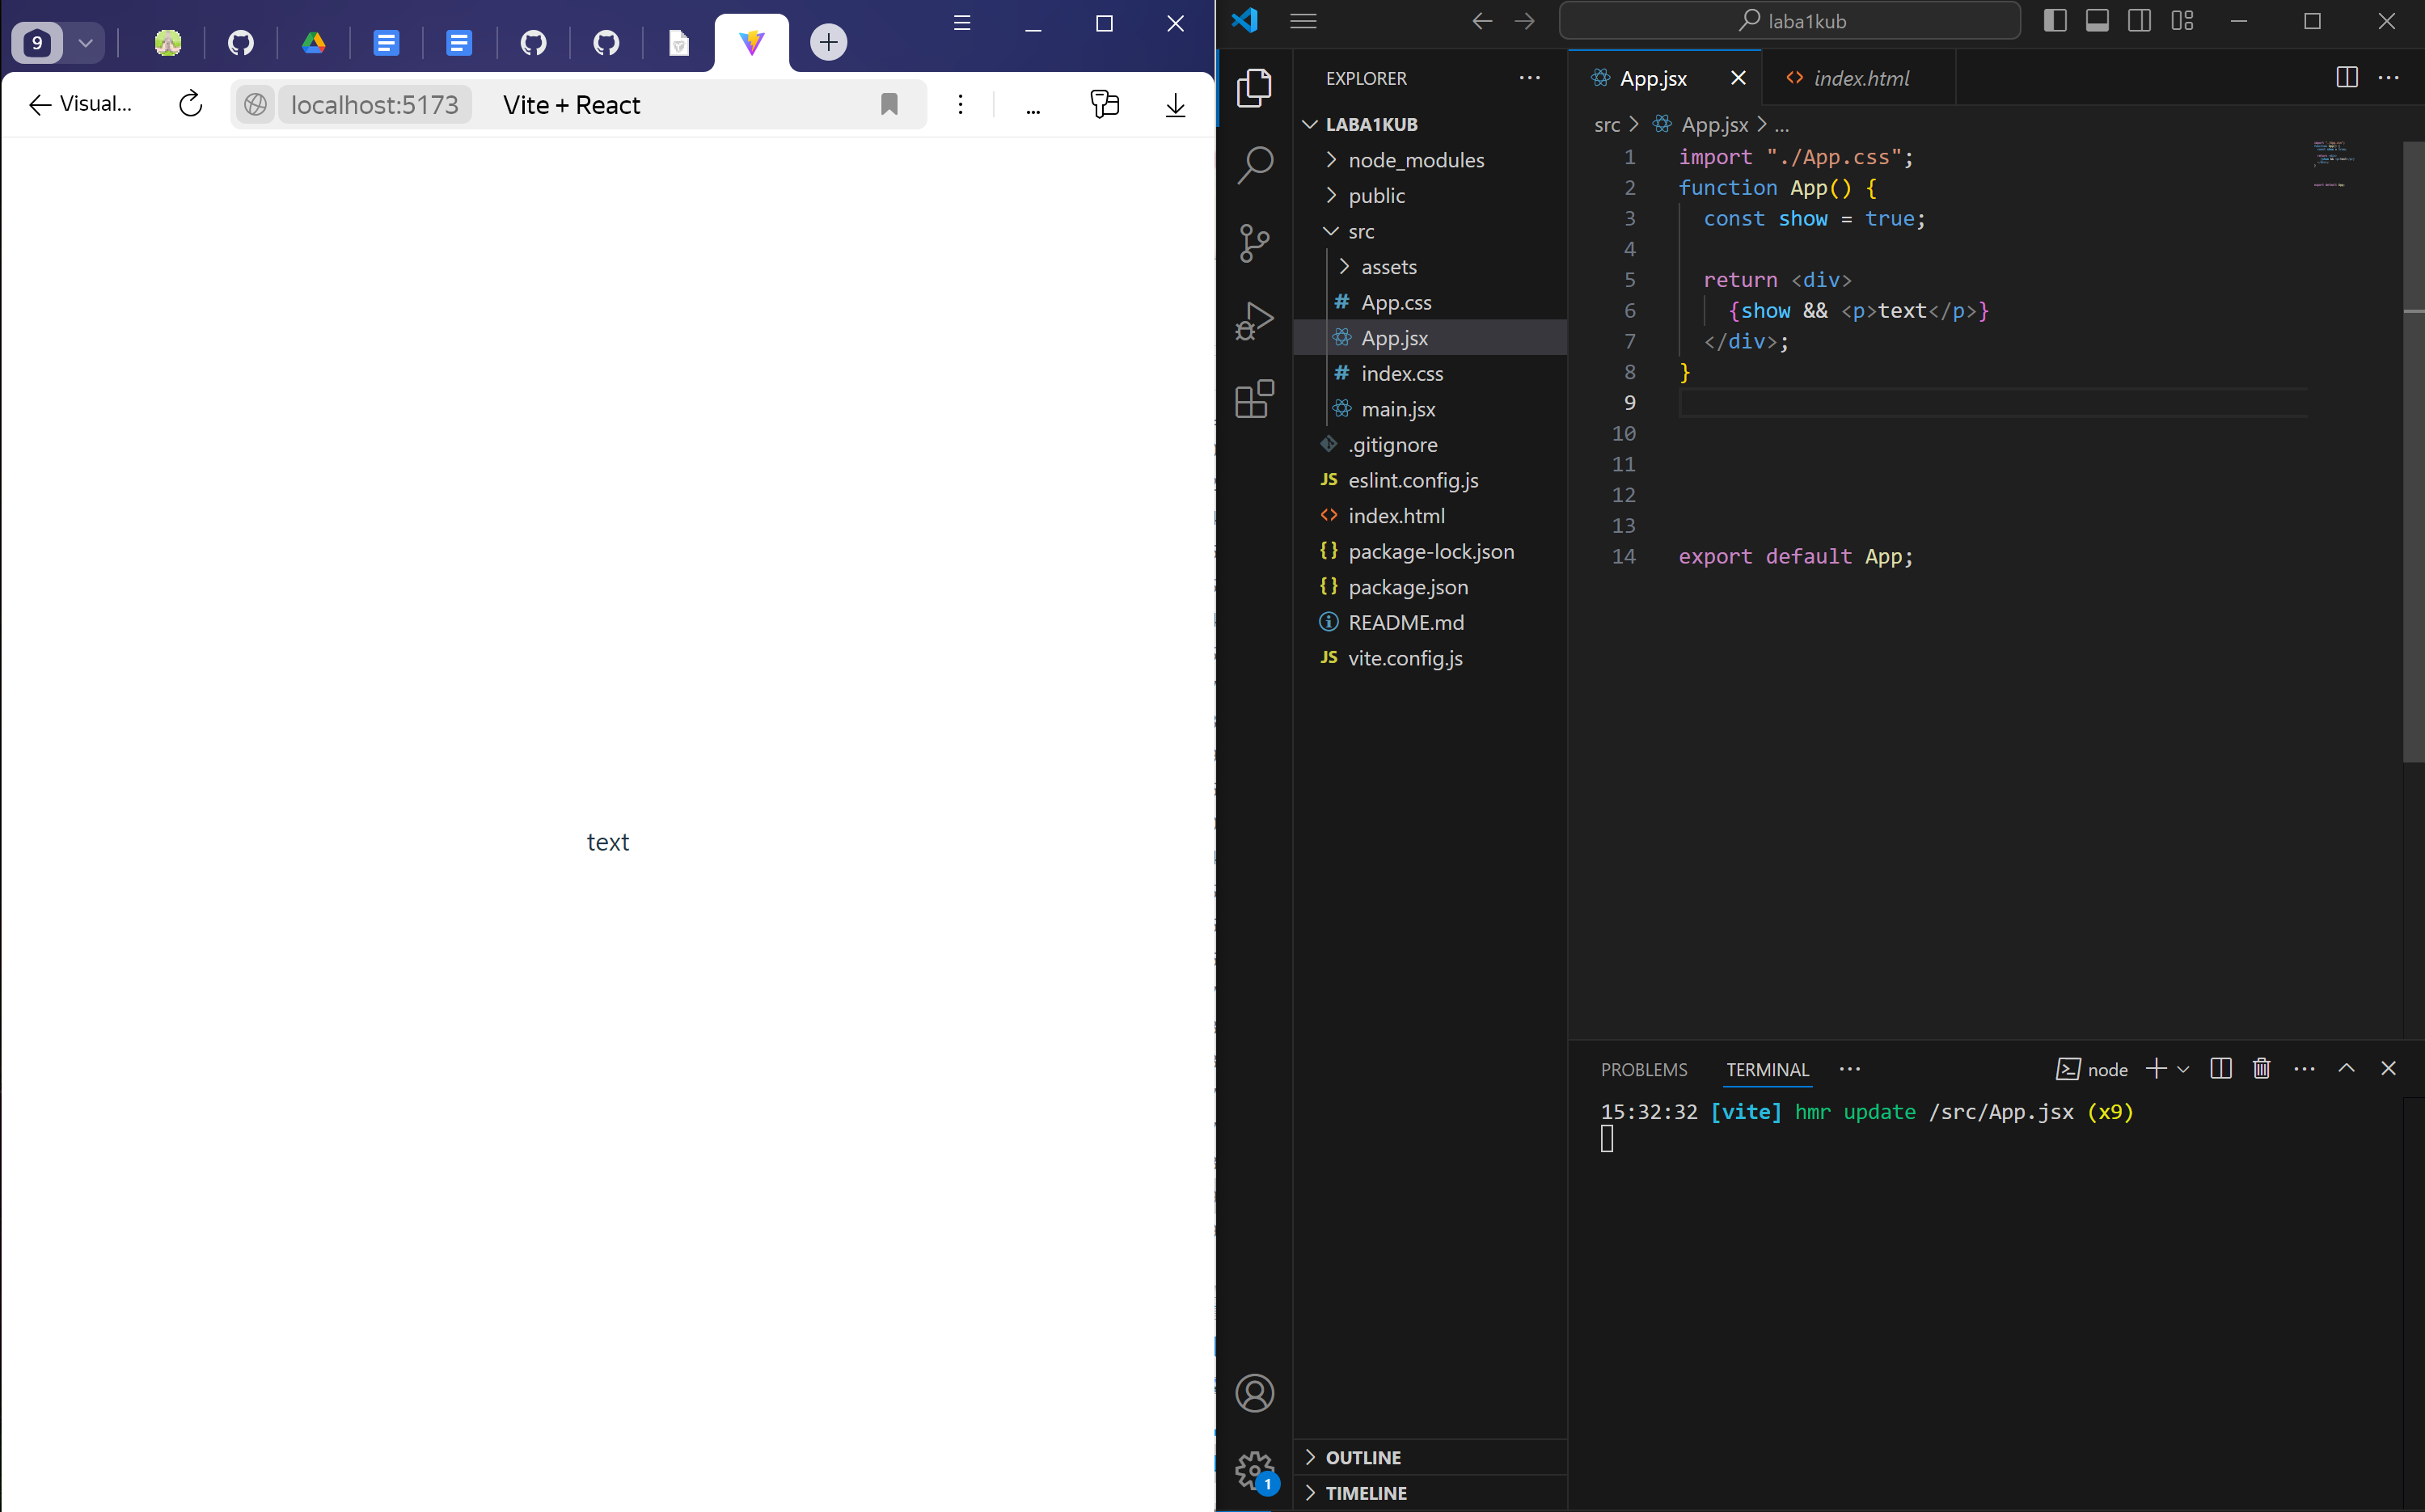 9
Visual...
localhost:5173
Vite + React
...
text
laba1kub
EXPLORER
LABA1KUB
node_modules
public
src
assets
App.css
App.jsx
index.css
main.jsx
.gitignore
JS eslint.config.js
<> index.html
{} package-lock.json
{} package.json
README.md
JS vite.config.js
OUTLINE
TIMELINE
1
App.jsx
<> index.html
src > App.jsx > ...
1 import "./App.css";
2 function App() {
3 const show = true;
4
5 return <div>
6 {show && <p>text</p>}
7 </div>;
8 }
9
10
11
12
13
14 export default App;
PROBLEMS TERMINAL ...
node
15:32:32 [vite] hmr update /src/App.jsx (x9)